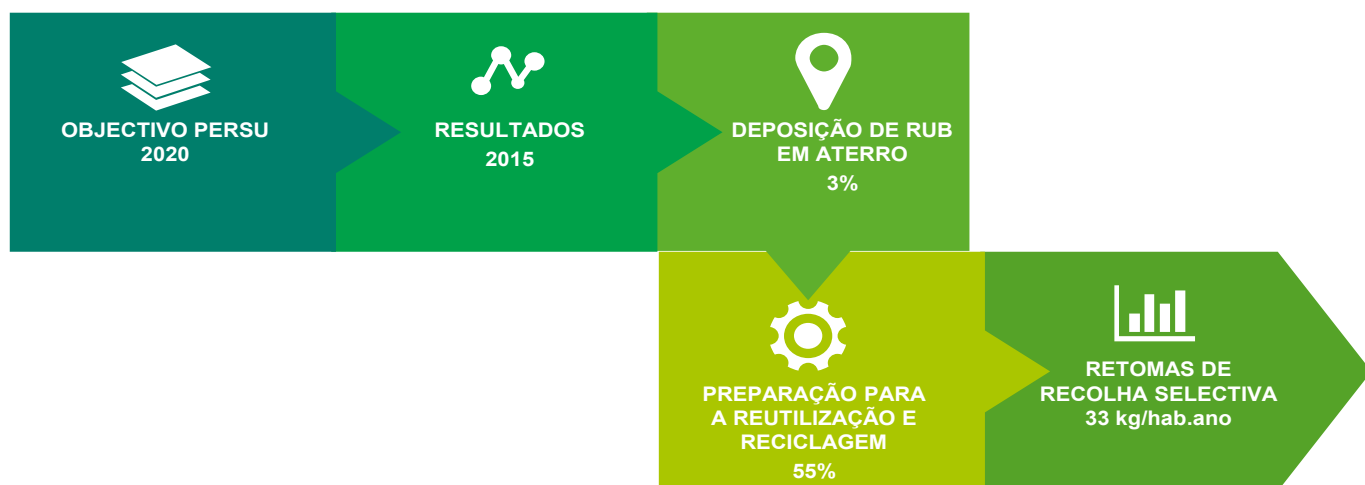 OBJECTIVO PERSU
2020
RESULTADOS
2015
DEPOSIÇÃO DE RUB
EM ATERRO
3%
PREPARAÇÃO PARA
A REUTILIZAÇÃO E
RECICLAGEM
55%
RETOMAS DE
RECOLHA SELECTIVA
33 kg/hab.ano